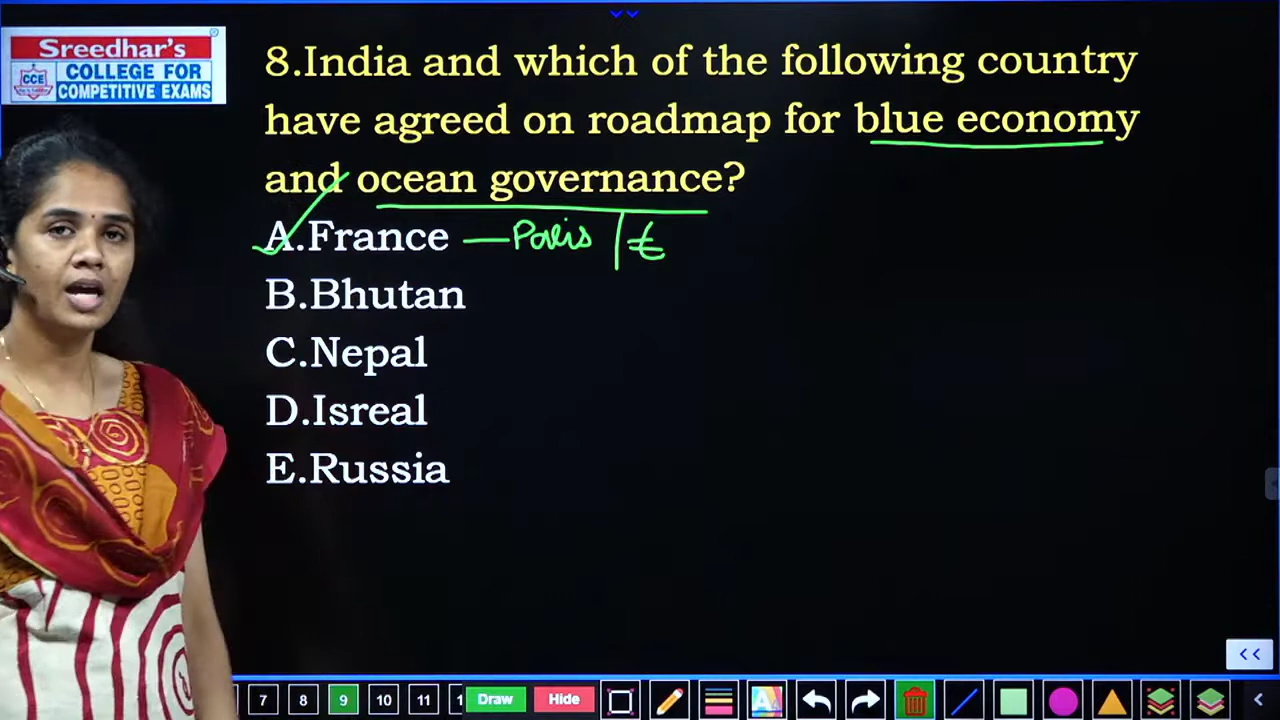 Sreedhar's
CCE
COLLEGE FOR
COMPETITIVE EXAMS
8.India and which of the following country
have agreed on roadmap for blue economy
and ocean governance?
A.France — Paris | €
B.Bhutan
C.Nepal
D.Isreal
E.Russia
7 8 9 10 11 1 Draw Hide A <<